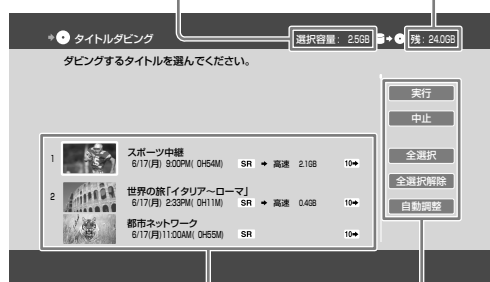 タイトルダビング 選択容量: 2.5GB 残: 24.0GB
ダビングするタイトルを選んでください。
実行
中止
全選択
全選択解除
自動調整
1 スポーツ中継
6/17(月) 9:00PM( 0H54M) SR ➔ 高速 2.1GB 10➔
2 世界の旅「イタリア～ローマ」
6/17(月) 2:33PM( 0H11M) SR ➔ 高速 0.4GB 10➔
都市ネットワーク
6/17(月)11:00AM( 0H55M) SR 10➔